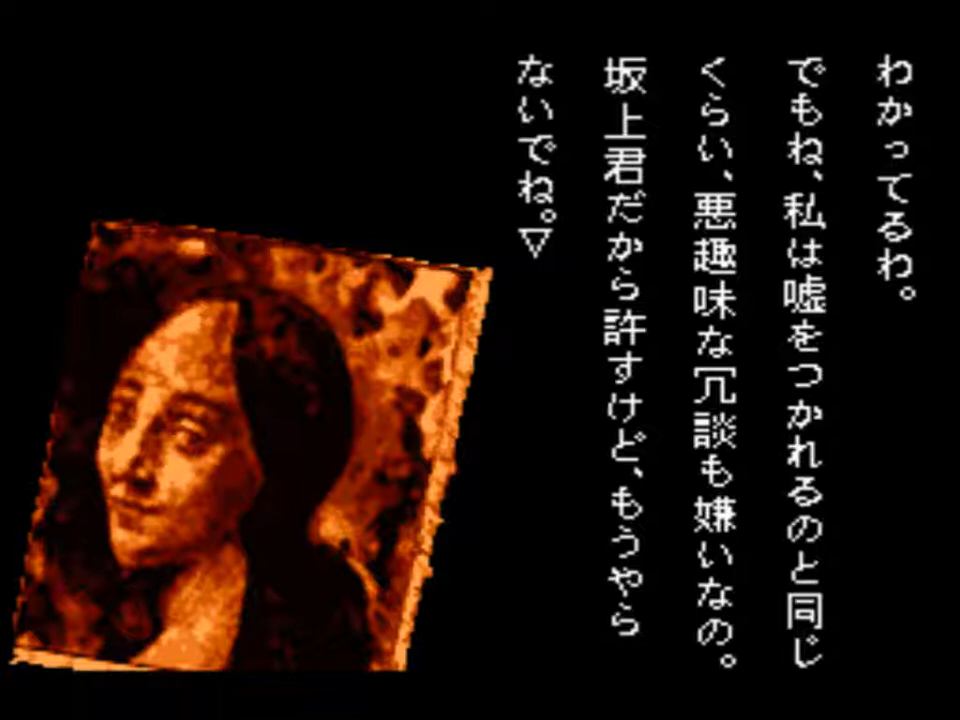 わかってるわ。
でもね、私は嘘をつかれるのと同じ
くらい、悪趣味な冗談も嫌いなの。
坂上君だから許すけど、もうやら
ないでね。▽